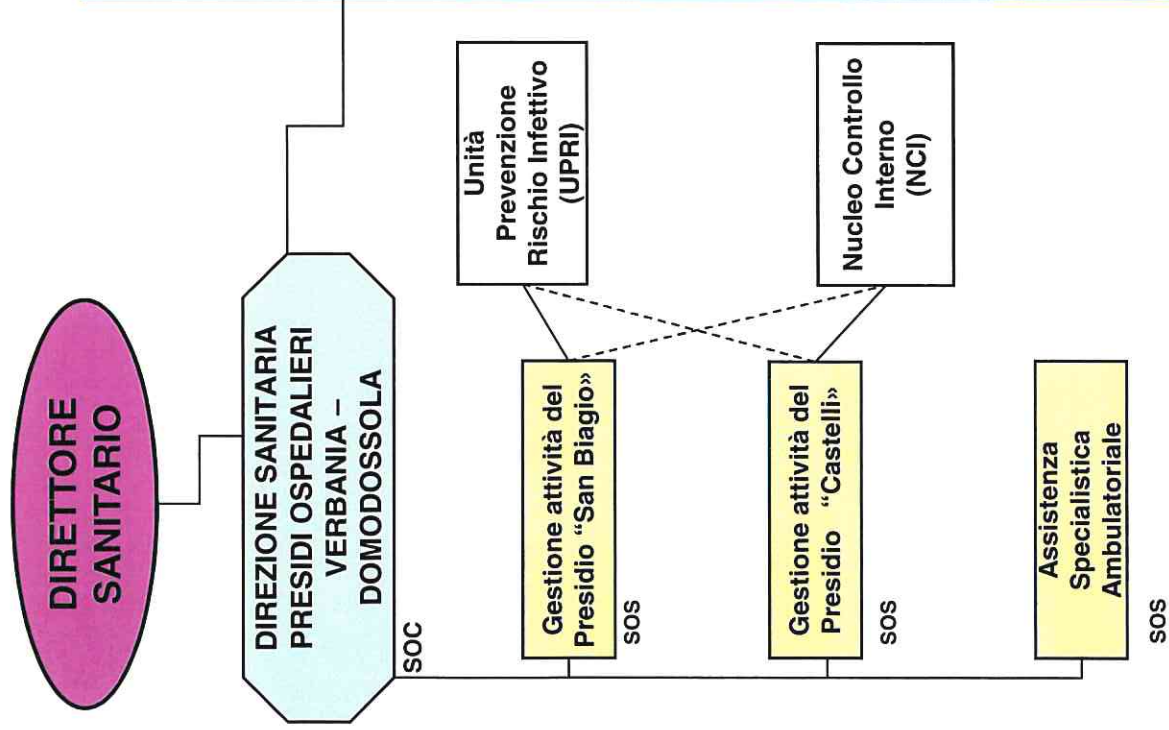 DIRETTORE
SANITARIO
DIREZIONE SANITARIA
PRESIDI OSPEDALIERI
VERBANIA –
DOMODOSSOLA
SOC
Gestione attività del
Presidio “San Biagio»
SOS
Gestione attività del
Presidio “Castelli»
SOS
Assistenza
Specialistica
Ambulatoriale
SOS
Unità
Prevenzione
Rischio Infettivo
(UPRI)
Nucleo Controllo
Interno
(NCI)